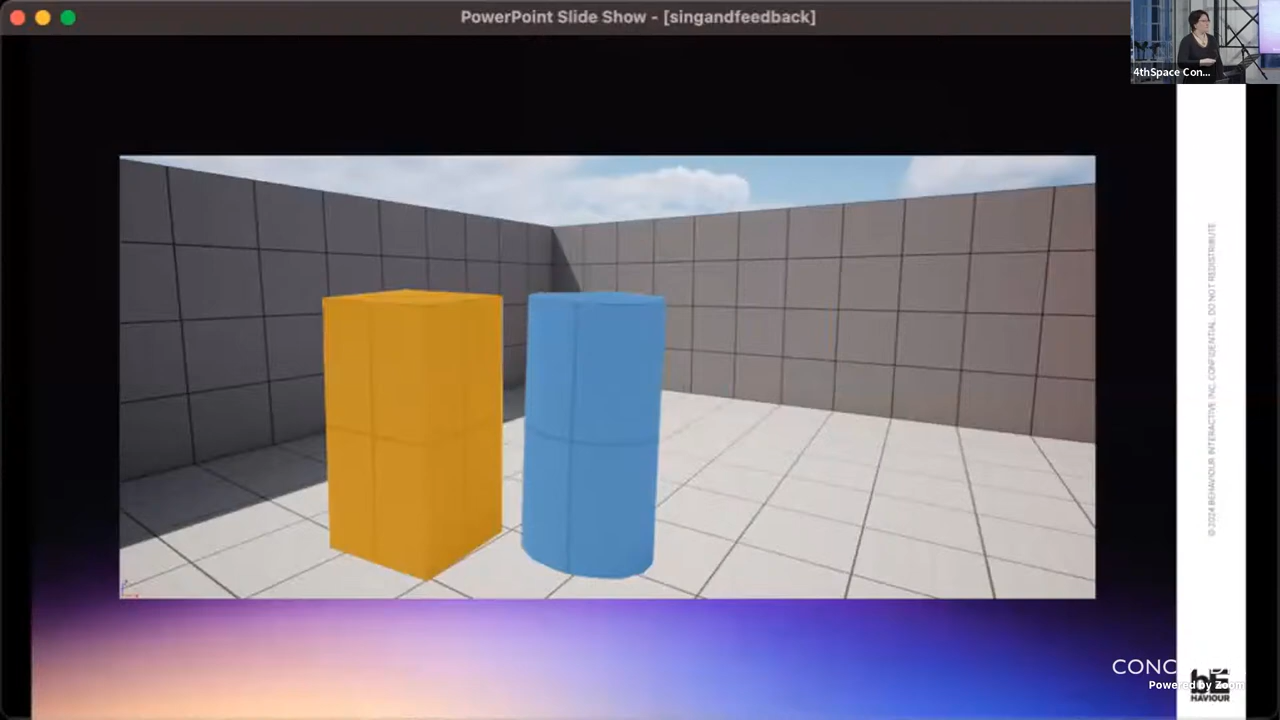 PowerPoint Slide Show - [singandfeedback]
4thSpace Con...
© 2024 BEHAVIOUR INTERACTIVE INC. CONFIDENTIAL. DO NOT REDISTRIBUTE
CONC
Powered by Zoom
bE
HAVIOUR